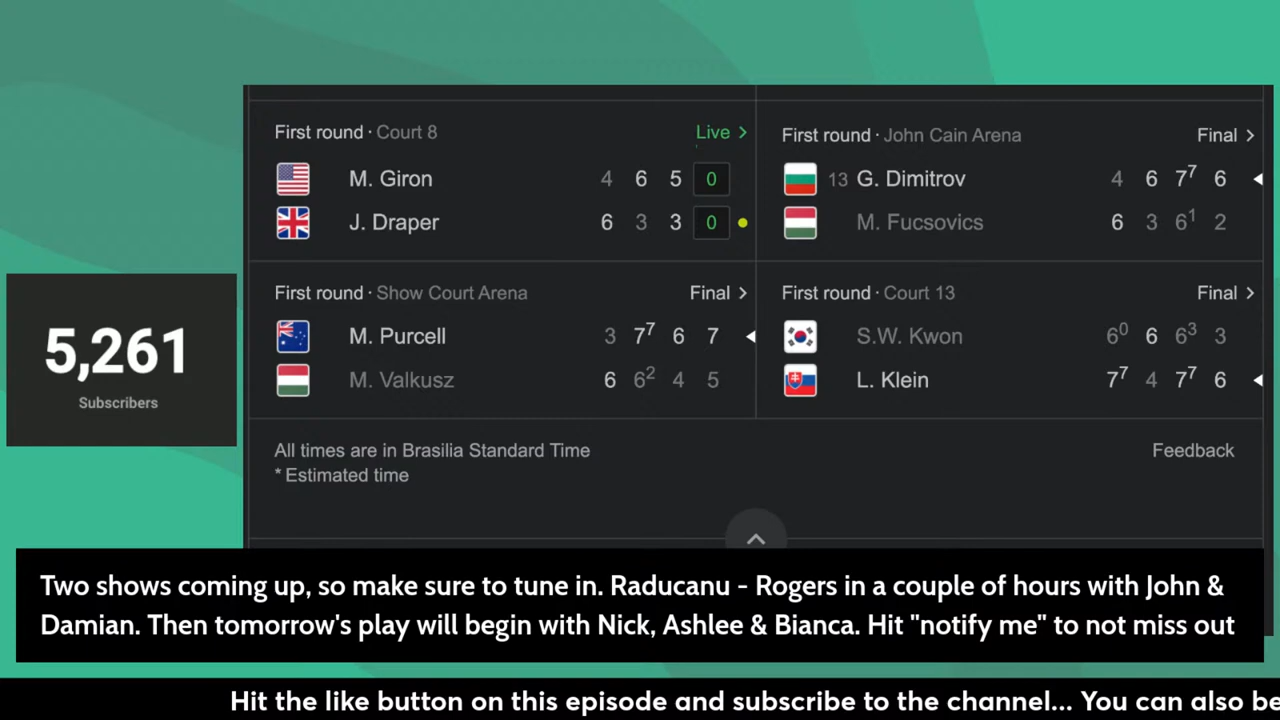 First round · Court 8 Live >
M. Giron 4 6 5 0
J. Draper 6 3 3 0
First round · John Cain Arena Final >
13 G. Dimitrov 4 6 7⁷ 6
M. Fucsovics 6 3 6¹ 2
First round · Show Court Arena Final >
M. Purcell 3 7⁷ 6 7
M. Valkusz 6 6² 4 5
First round · Court 13 Final >
S.W. Kwon 6⁰ 6 6³ 3
L. Klein 7⁷ 4 7⁷ 6
5,261
Subscribers
All times are in Brasilia Standard Time Feedback
* Estimated time
Two shows coming up, so make sure to tune in. Raducanu - Rogers in a couple of hours with John &
Damian. Then tomorrow's play will begin with Nick, Ashlee & Bianca. Hit "notify me" to not miss out
Hit the like button on this episode and subscribe to the channel... You can also be